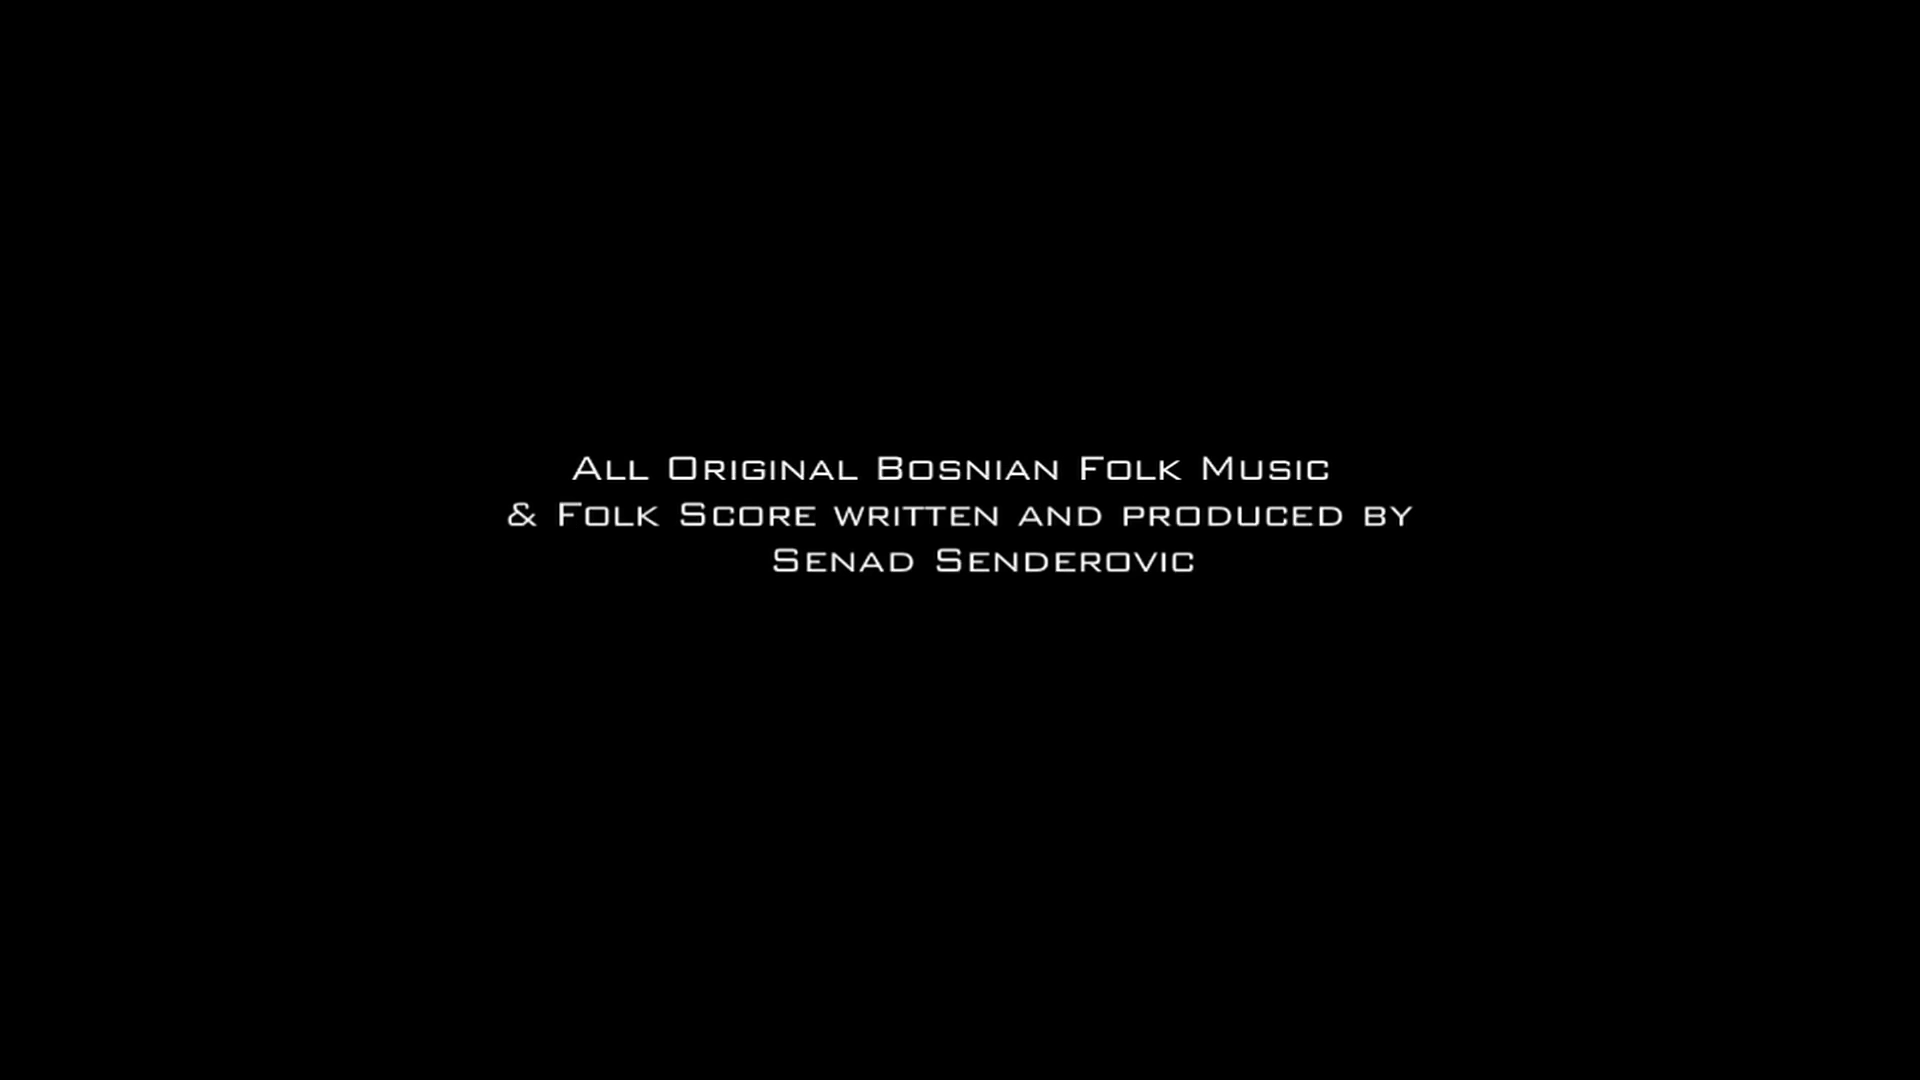 All Original Bosnian Folk Music
& Folk Score written and produced by
Senad Senderovic